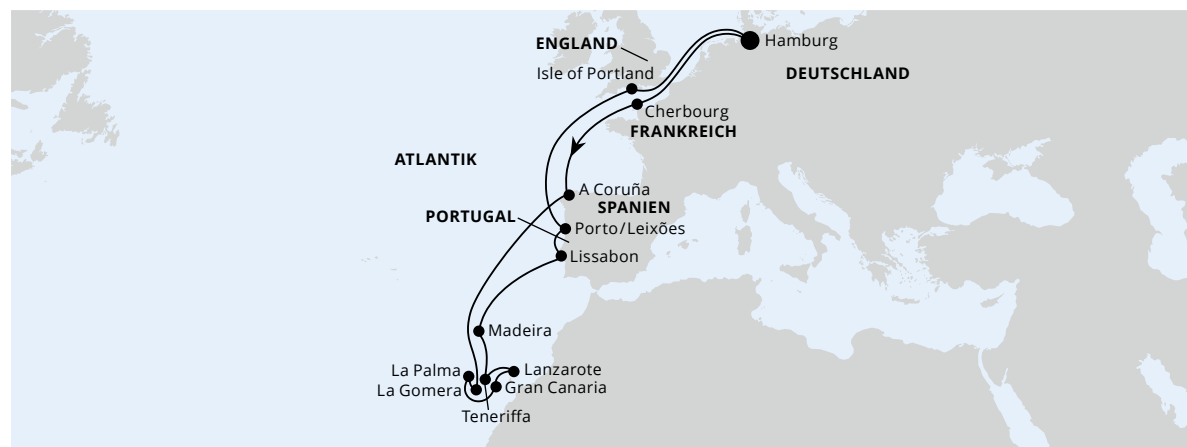 Hamburg
ENGLAND
DEUTSCHLAND
Isle of Portland
Cherbourg
FRANKREICH
ATLANTIK
A Coruña
SPANIEN
PORTUGAL
Porto/Leixões
Lissabon
Madeira
La Palma
Lanzarote
La Gomera
Gran Canaria
Teneriffa